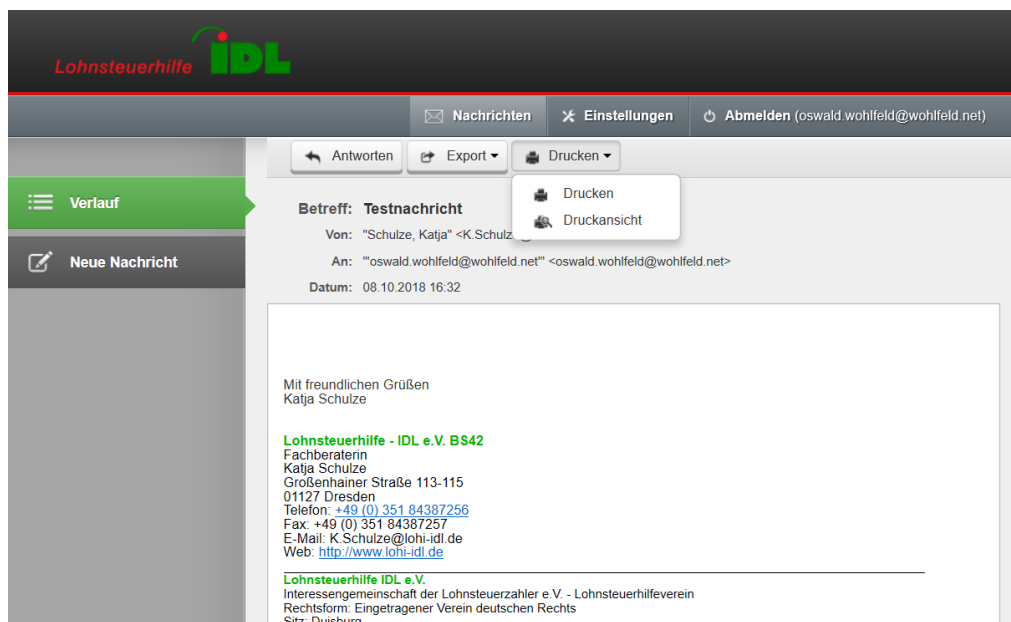 Lohnsteuerhilfe IDL
Nachrichten Einstellungen Abmelden (oswald.wohlfeld@wohlfeld.net)
Antworten Export Drucken
Drucken
Druckansicht
Verlauf
Neue Nachricht
Betreff: Testnachricht
Von: "Schulze, Katja" <K.Schulz
An: "'oswald.wohlfeld@wohlfeld.net'" <oswald.wohlfeld@wohlfeld.net>
Datum: 08.10.2018 16:32
Mit freundlichen Grüßen
Katja Schulze
Lohnsteuerhilfe - IDL e.V. BS42
Fachberaterin
Katja Schulze
Großenhainer Straße 113-115
01127 Dresden
Telefon: +49 (0) 351 84387256
Fax: +49 (0) 351 84387257
E-Mail: K.Schulze@lohi-idl.de
Web: http://www.lohi-idl.de
Lohnsteuerhilfe IDL e.V.
Interessengemeinschaft der Lohnsteuerzahler e.V. - Lohnsteuerhilfeverein
Rechtsform: Eingetragener Verein deutschen Rechts
Sitz: Duisburg